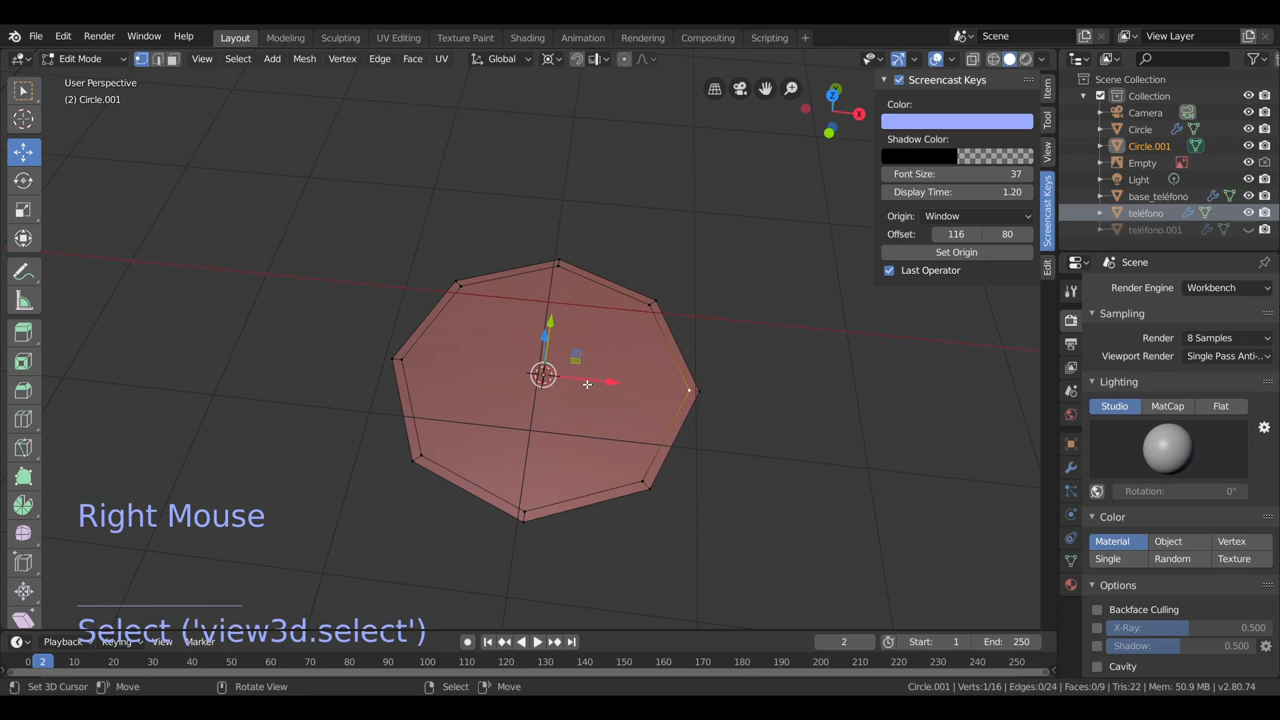 File Edit Render Window Help Layout Modeling Sculpting UV Editing Texture Paint Shading Animation Rendering Compositing Scripting + Scene View Layer
Edit Mode View Select Add Mesh Vertex Edge Face UV Global
User Perspective
(2) Circle.001
Z
X
Screencast Keys
Color:
Shadow Color:
Font Size: 37
Display Time: 1.20
Origin: Window
Offset: 116 80
Set Origin
Last Operator
Item
Tool
View
Screencast Keys
Edit
Scene Collection
Collection
Camera
Circle
Circle.001
Empty
Light
base_teléfono
teléfono
teléfono.001
Scene
Render Engine Workbench
Sampling
Render 8 Samples
Viewport Render Single Pass Anti-...
Lighting
Studio MatCap Flat
Rotation: 0°
Color
Material Object Vertex
Single Random Texture
Options
Backface Culling
X-Ray: 0.500
Shadow: 0.500
Cavity
Right Mouse
Select ('view3d.select')
Playback Keying View Marker 2 Start: 1 End: 250
0 2 10 20 30 40 50 60 70 80 90 100 110 120 130 140 150 160 170 180 190 200 210 220 230 240 250
Set 3D Cursor Move Rotate View Select Move Circle.001 | Verts:1/16 | Edges:0/24 | Faces:0/9 | Tris:22 | Mem: 50.9 MB | v2.80.74